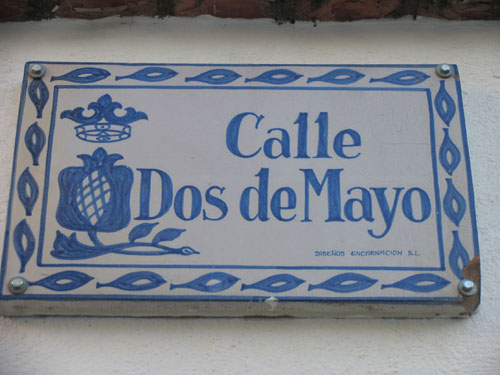 Calle
Dos de Mayo
DISEÑOS ENCARNACION S.L.